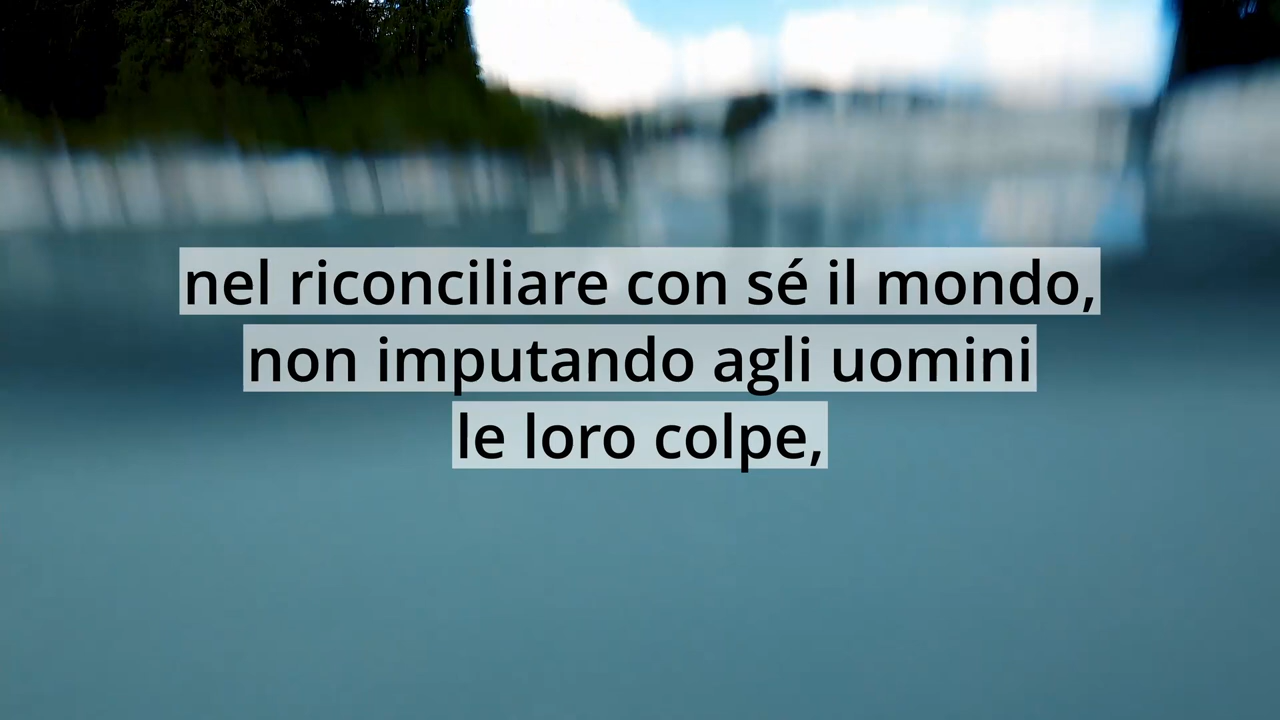 nel riconciliare con sé il mondo,
non imputando agli uomini
le loro colpe,